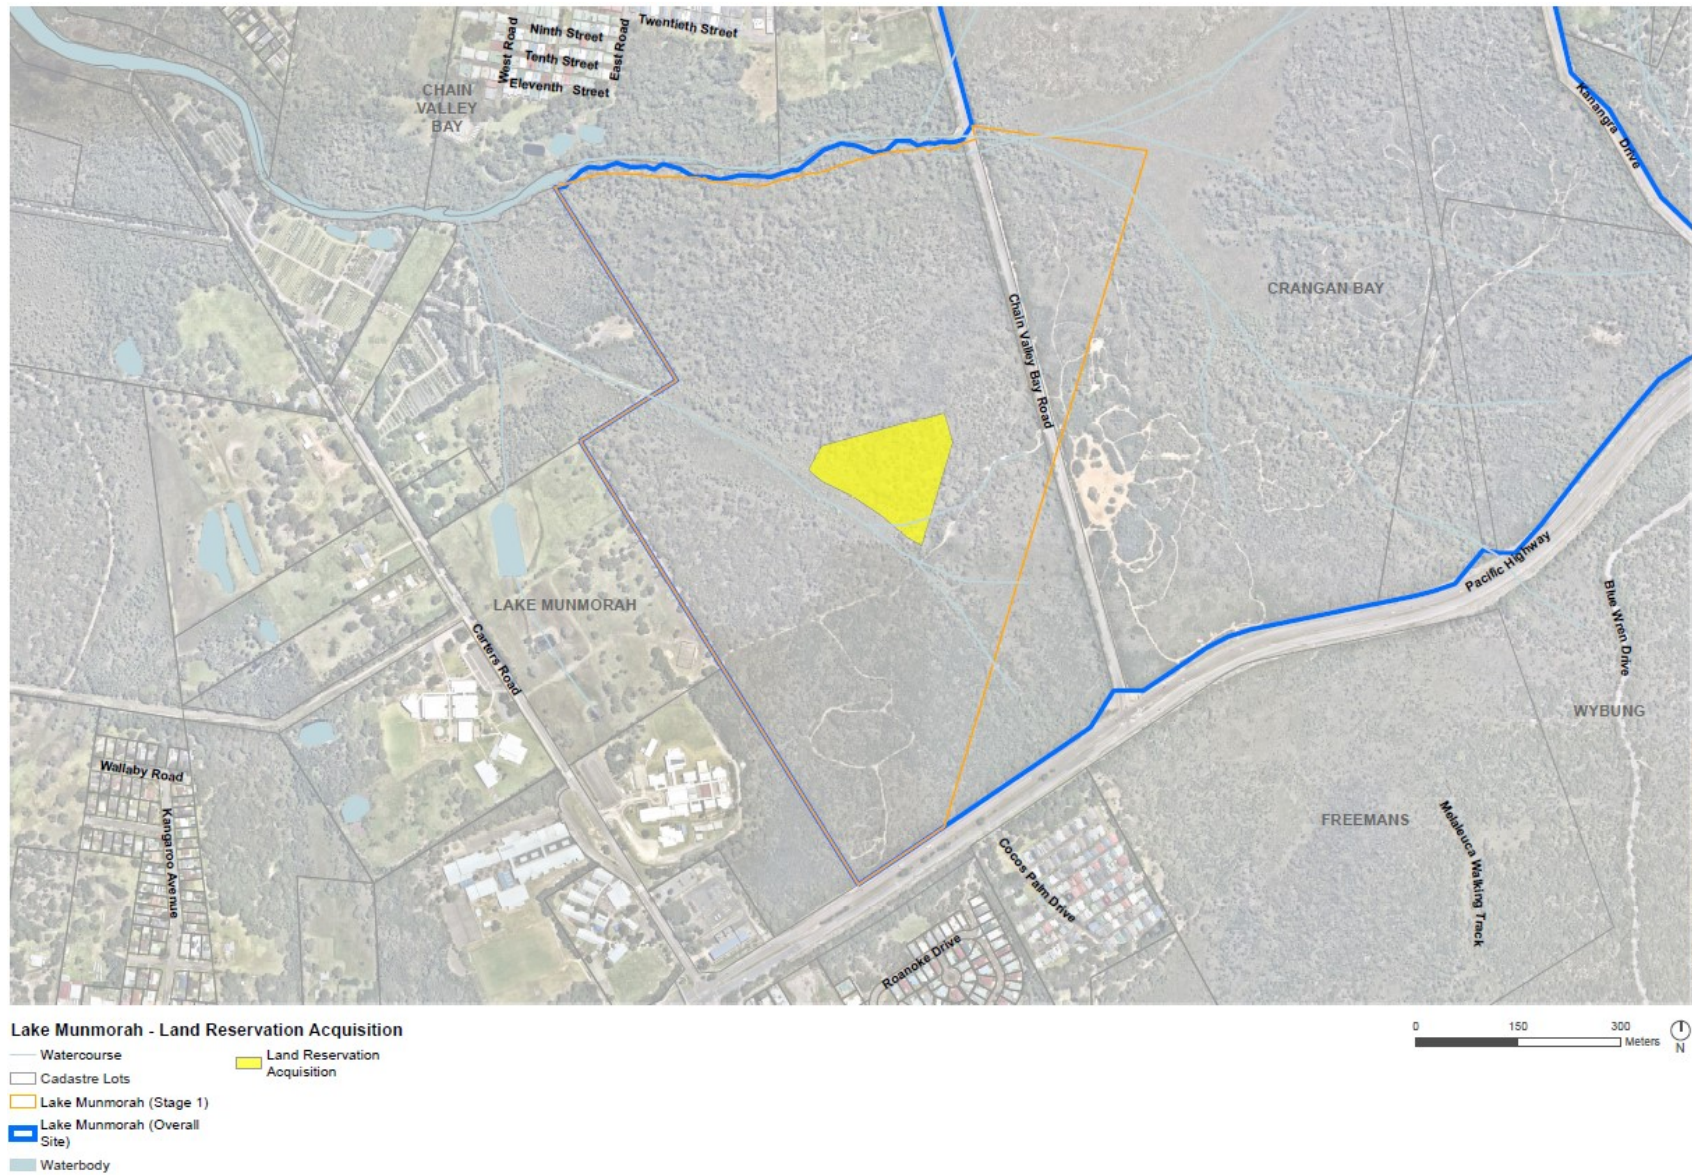 Ninth Street
Twentieth Street
West Road
East Road
Tenth Street
Eleventh Street
CHAIN
VALLEY
BAY
Kanangra Drive
CRANGAN BAY
Chain Valley Bay Road
Pacific Highway
Blue Wren Drive
LAKE MUNMORAH
Carters Road
WYBUNG
Wallaby Road
Kangaroo Avenue
FREEMANS
Melaleuca Walking Track
Cocos Palm Drive
Roanoke Drive
Lake Munmorah - Land Reservation Acquisition
Watercourse
Cadastre Lots
Lake Munmorah (Stage 1)
Lake Munmorah (Overall
Site)
Waterbody
Land Reservation
Acquisition
0 150 300
Meters
N